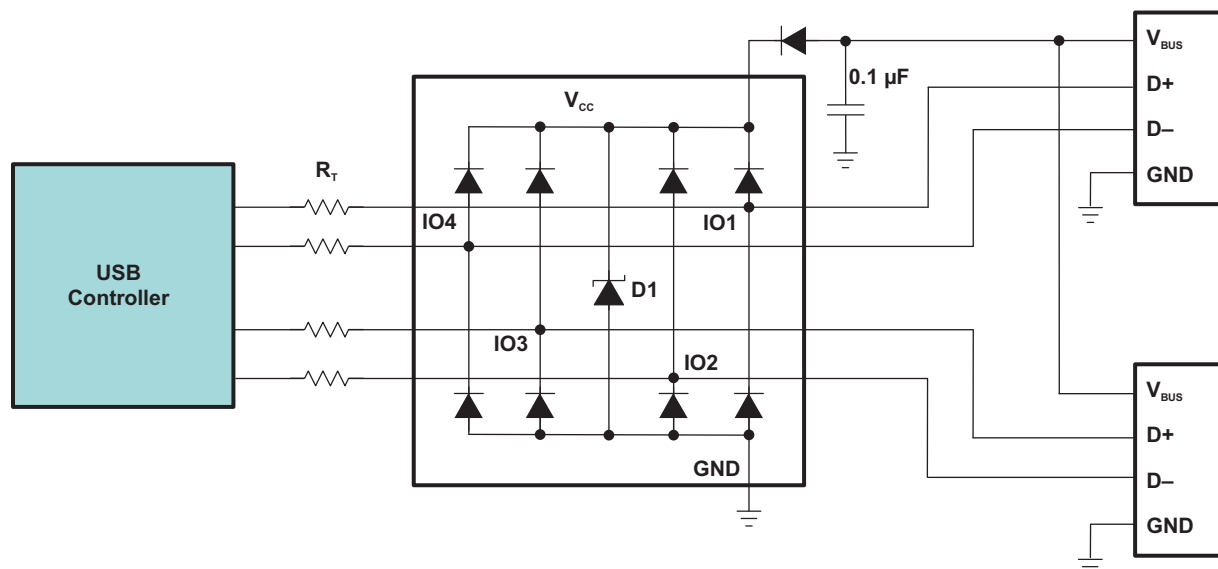 V_BUS
0.1 µF
D+
V_CC
D–
R_T
GND
IO4
IO1
USB
Controller
D1
IO3
IO2
V_BUS
D+
GND
D–
GND